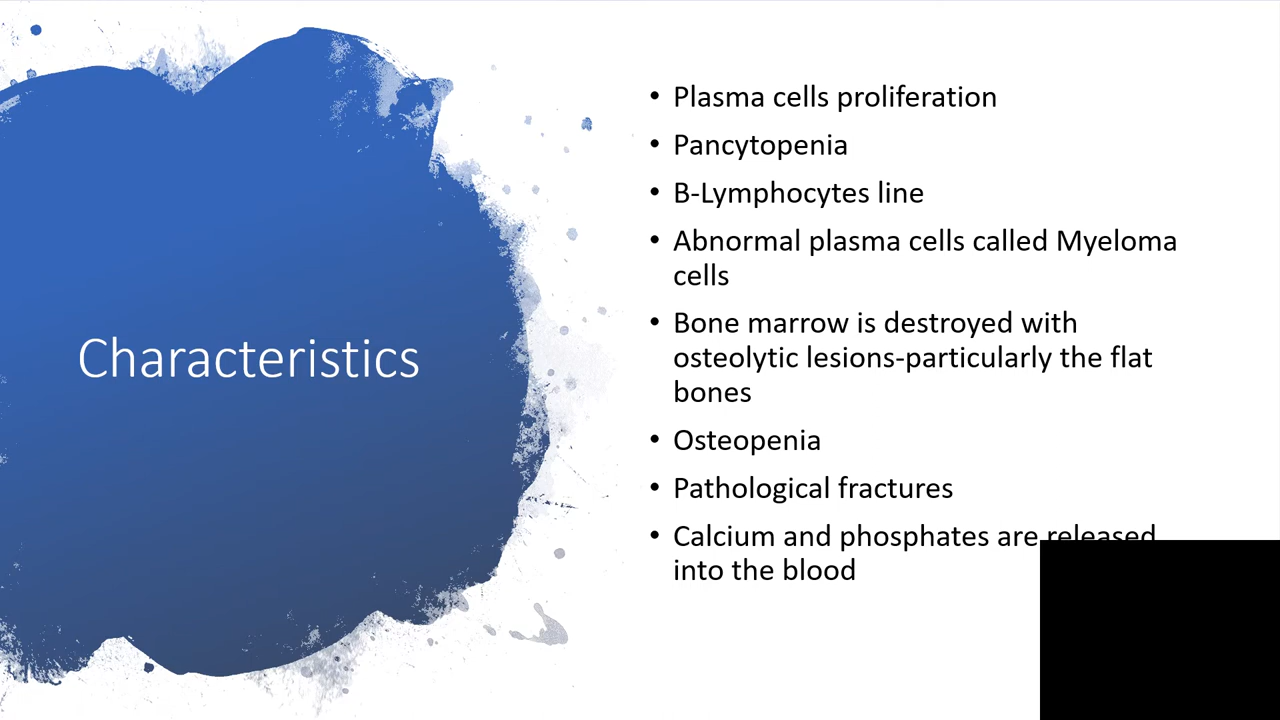 Characteristics
• Plasma cells proliferation
• Pancytopenia
• B-Lymphocytes line
• Abnormal plasma cells called Myeloma
cells
• Bone marrow is destroyed with
osteolytic lesions-particularly the flat
bones
• Osteopenia
• Pathological fractures
• Calcium and phosphates are released
into the blood